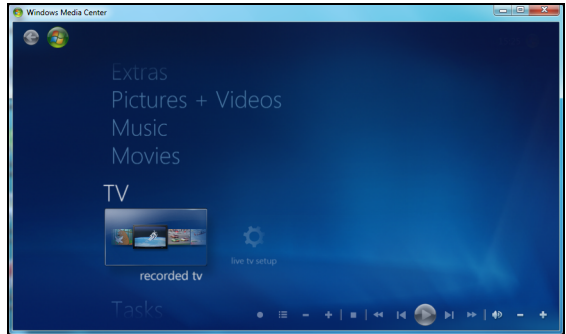 Windows Media Center
Extras
Pictures + Videos
Music
Movies
TV
recorded tv
live tv setup
Tasks